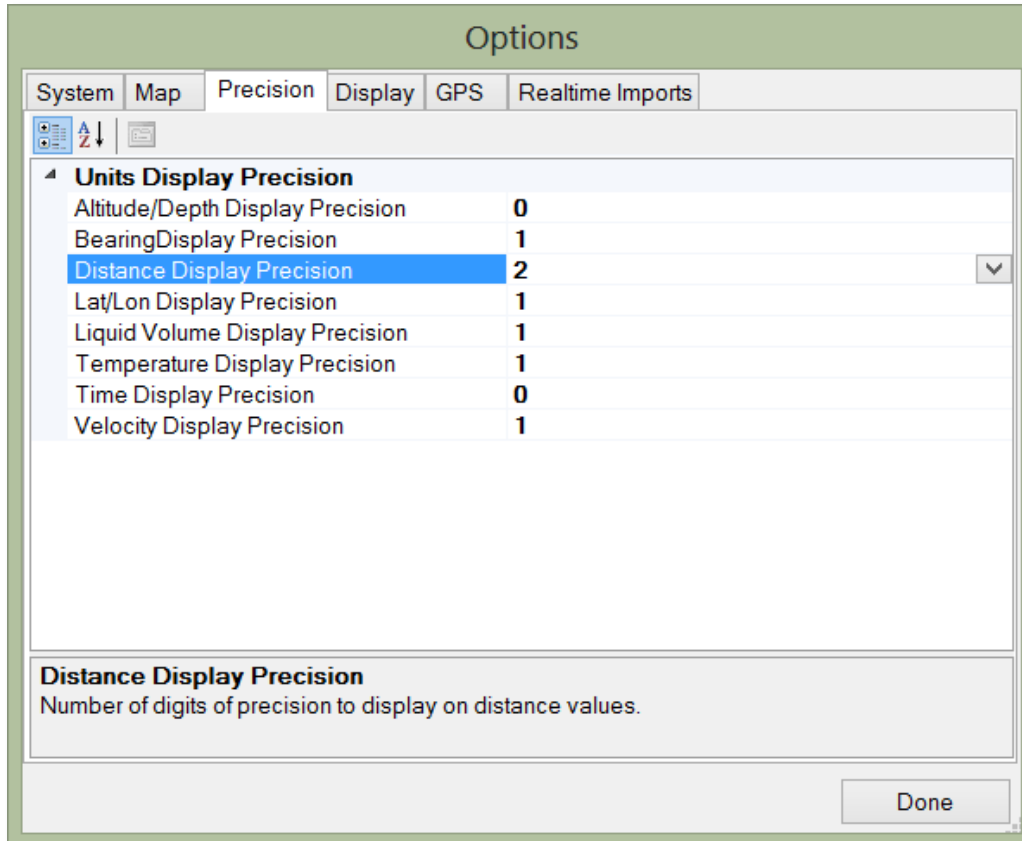 Options
System Map Precision Display GPS Realtime Imports
A
Z
Units Display Precision
Altitude/Depth Display Precision 0
BearingDisplay Precision 1
Distance Display Precision 2
Lat/Lon Display Precision 1
Liquid Volume Display Precision 1
Temperature Display Precision 1
Time Display Precision 0
Velocity Display Precision 1
Distance Display Precision
Number of digits of precision to display on distance values.
Done